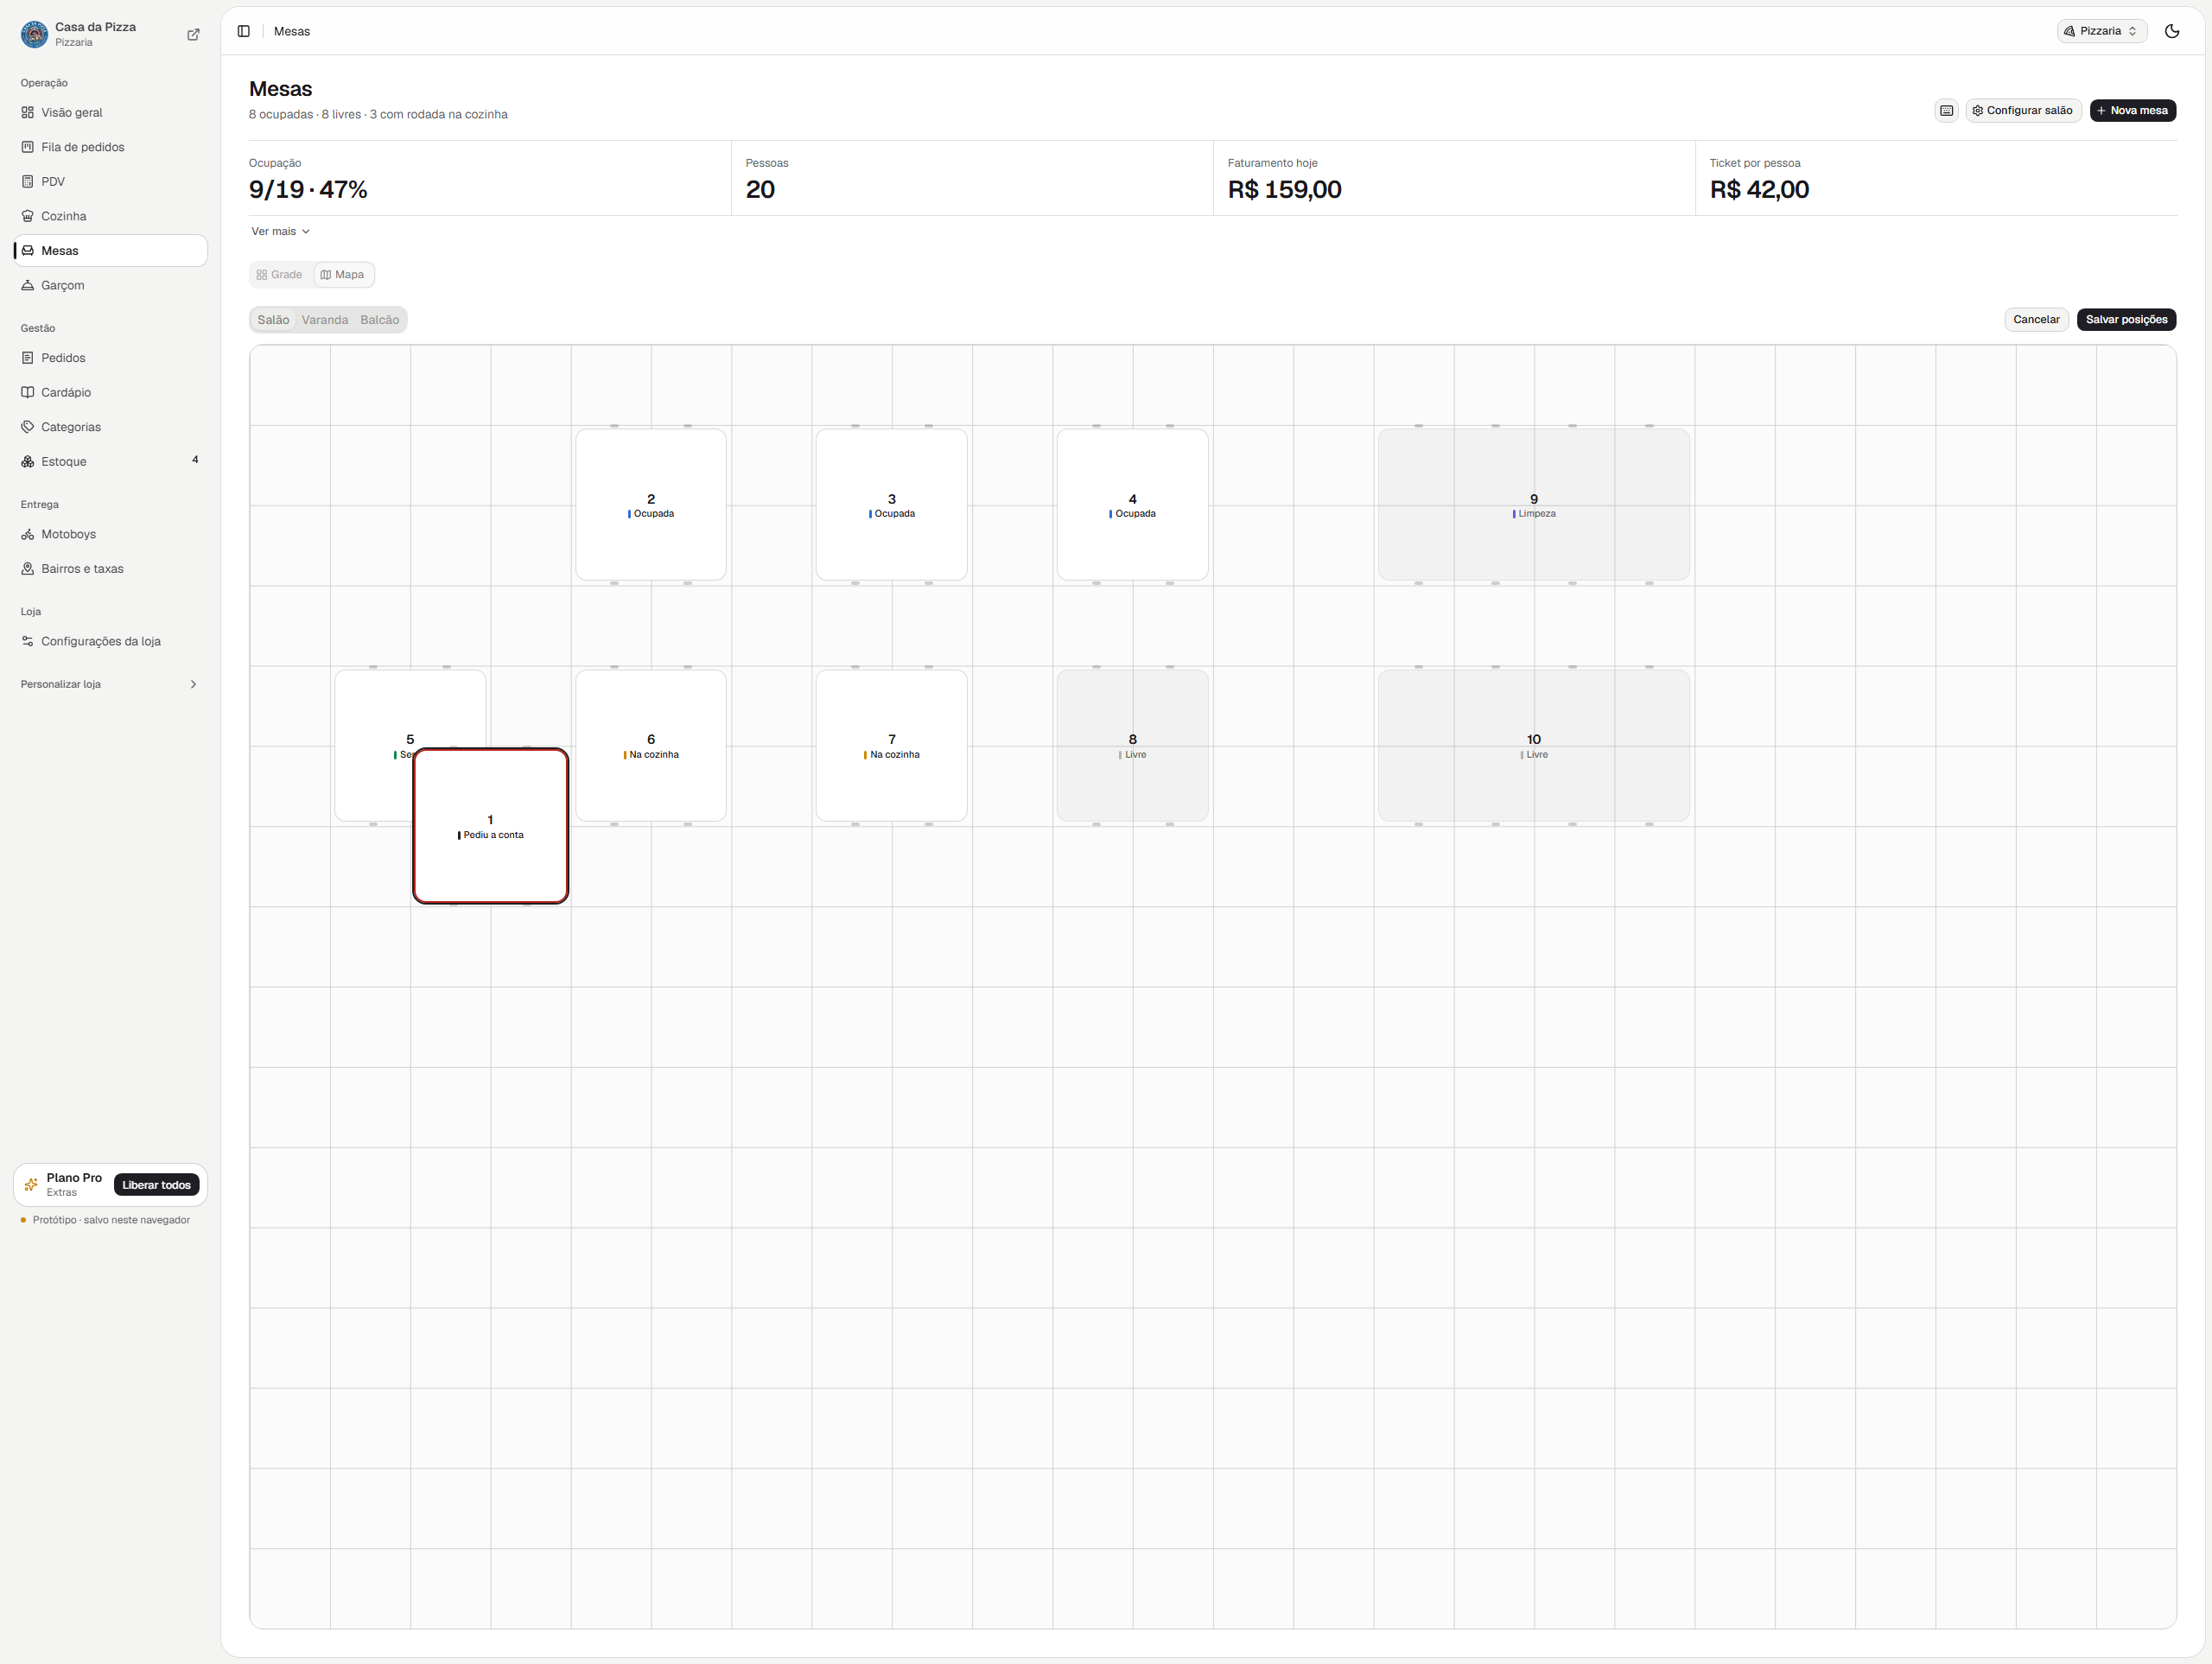 Casa da Pizza
Pizzaria
Operação
Visão geral
Fila de pedidos
PDV
Cozinha
Mesas
Garçom
Gestão
Pedidos
Cardápio
Categorias
Estoque 4
Entrega
Motoboys
Bairros e taxas
Loja
Configurações da loja
Personalizar loja
Plano Pro
Extras
Liberar todos
Protótipo · salvo neste navegador
Mesas
Pizzaria
Mesas
8 ocupadas · 8 livres · 3 com rodada na cozinha
Configurar salão
+ Nova mesa
Ocupação
9/19 · 47%
Pessoas
20
Faturamento hoje
R$ 159,00
Ticket por pessoa
R$ 42,00
Ver mais
Grade Mapa
Salão Varanda Balcão
Cancelar Salvar posições
2
Ocupada
3
Ocupada
4
Ocupada
9
Limpeza
5
6
Na cozinha
7
Na cozinha
8
Livre
10
Livre
1
Pediu a conta